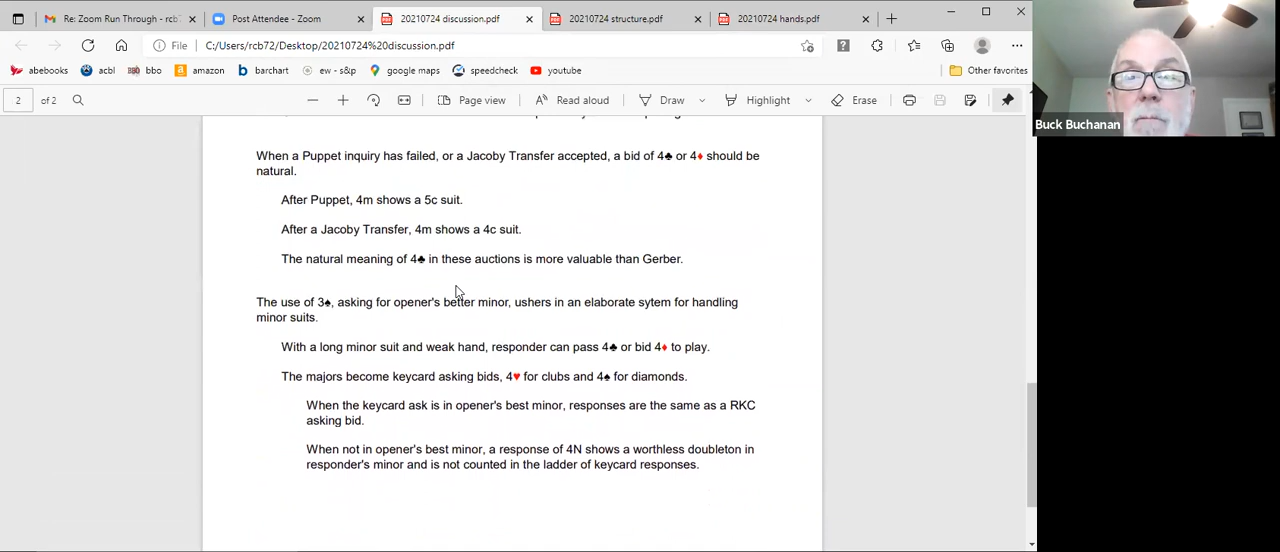 Re: Zoom Run Through - rcb7
Post Attendee - Zoom
20210724 discussion.pdf
20210724 structure.pdf
20210724 hands.pdf
File
C:/Users/rcb72/Desktop/20210724%20discussion.pdf
abebooks
acbl
bbo
amazon
barchart
ew - s&p
google maps
speedcheck
youtube
Other favorites
2 of 2
Page view
Read aloud
Draw
Highlight
Erase
Buck Buchanan
When a Puppet inquiry has failed, or a Jacoby Transfer accepted, a bid of 4♣ or 4♦ should be
natural.
After Puppet, 4m shows a 5c suit.
After a Jacoby Transfer, 4m shows a 4c suit.
The natural meaning of 4♣ in these auctions is more valuable than Gerber.
The use of 3♠, asking for opener's better minor, ushers in an elaborate sytem for handling
minor suits.
With a long minor suit and weak hand, responder can pass 4♣ or bid 4♦ to play.
The majors become keycard asking bids, 4♥ for clubs and 4♠ for diamonds.
When the keycard ask is in opener's best minor, responses are the same as a RKC
asking bid.
When not in opener's best minor, a response of 4N shows a worthless doubleton in
responder's minor and is not counted in the ladder of keycard responses.